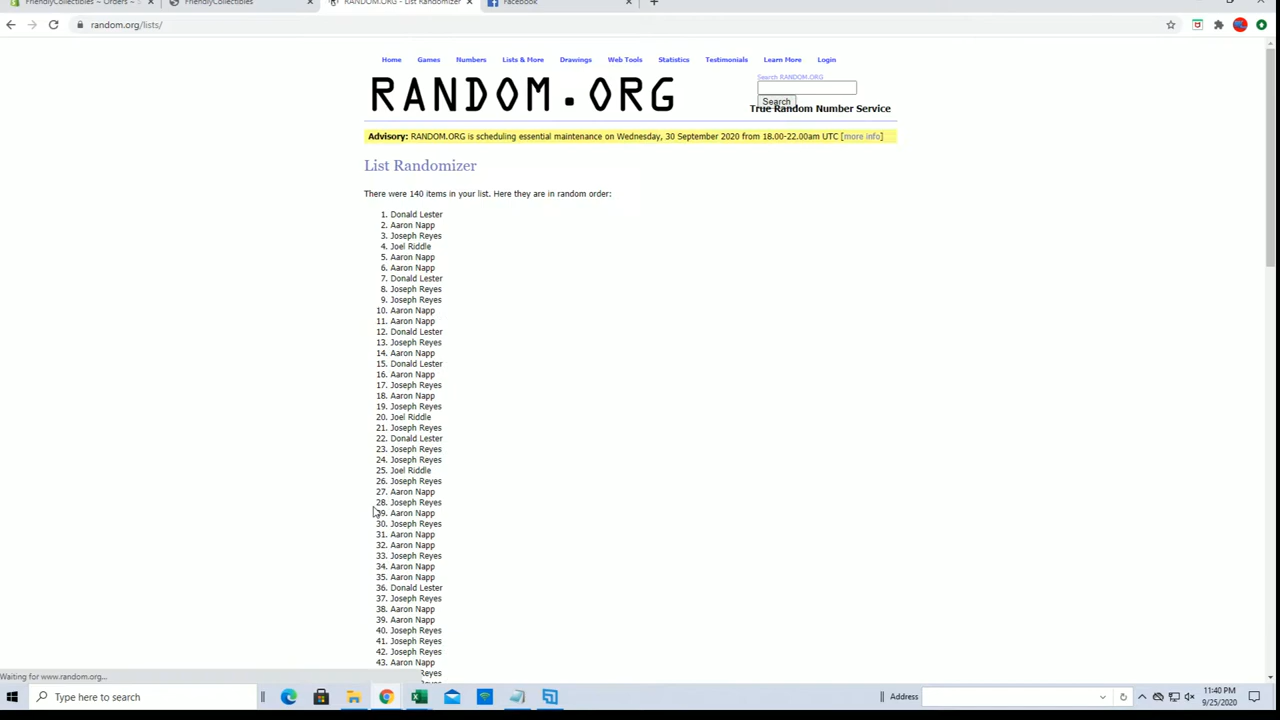 FriendlyCollectibles – Orders –
FriendlyCollectibles
RANDOM.ORG - List Randomizer
Facebook
random.org/lists/
Home Games Numbers Lists & More Drawings Web Tools Statistics Testimonials Learn More Login
RANDOM.ORG
Search RANDOM.ORG
Search
True Random Number Service
Advisory: RANDOM.ORG is scheduling essential maintenance on Wednesday, 30 September 2020 from 18.00-22.00am UTC [more info]
List Randomizer
There were 140 items in your list. Here they are in random order:
1. Donald Lester
2. Aaron Napp
3. Joseph Reyes
4. Joel Riddle
5. Aaron Napp
6. Aaron Napp
7. Donald Lester
8. Joseph Reyes
9. Joseph Reyes
10. Aaron Napp
11. Aaron Napp
12. Donald Lester
13. Joseph Reyes
14. Aaron Napp
15. Donald Lester
16. Aaron Napp
17. Joseph Reyes
18. Aaron Napp
19. Joseph Reyes
20. Joel Riddle
21. Joseph Reyes
22. Donald Lester
23. Joseph Reyes
24. Joseph Reyes
25. Joel Riddle
26. Joseph Reyes
27. Aaron Napp
28. Joseph Reyes
29. Aaron Napp
30. Joseph Reyes
31. Aaron Napp
32. Aaron Napp
33. Joseph Reyes
34. Aaron Napp
35. Aaron Napp
36. Donald Lester
37. Joseph Reyes
38. Aaron Napp
39. Aaron Napp
40. Joseph Reyes
41. Joseph Reyes
42. Joseph Reyes
43. Aaron Napp
Reyes
Waiting for www.random.org...
Type here to search
Address
11:40 PM
9/25/2020